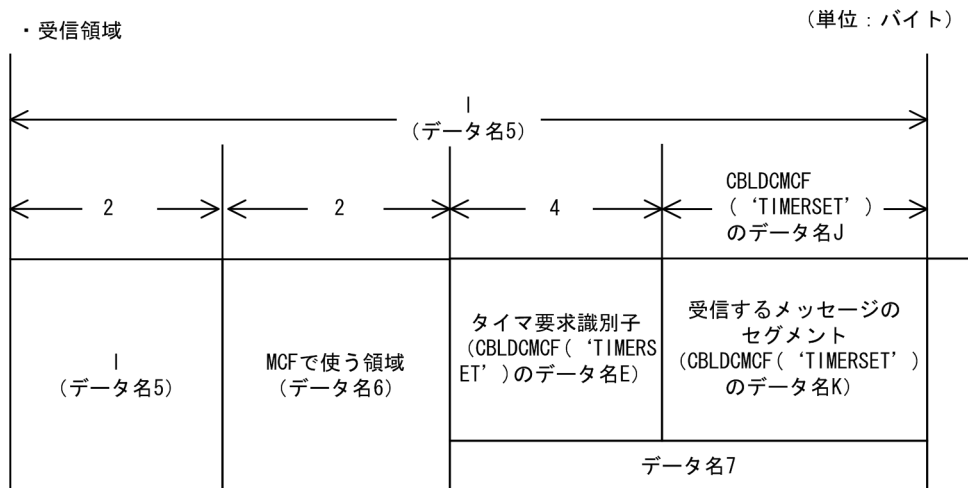 ・受信領域
(単位：バイト)
l
(データ名5)
2
2
4
CBLDCMCF
(‘TIMERSET’)
のデータ名J
l
(データ名5)
MCFで使う領域
(データ名6)
タイマ要求識別子
(CBLDCMCF(‘TIMERS
ET’)のデータ名E)
受信するメッセージの
セグメント
(CBLDCMCF(‘TIMERSET’)
のデータ名K)
データ名7